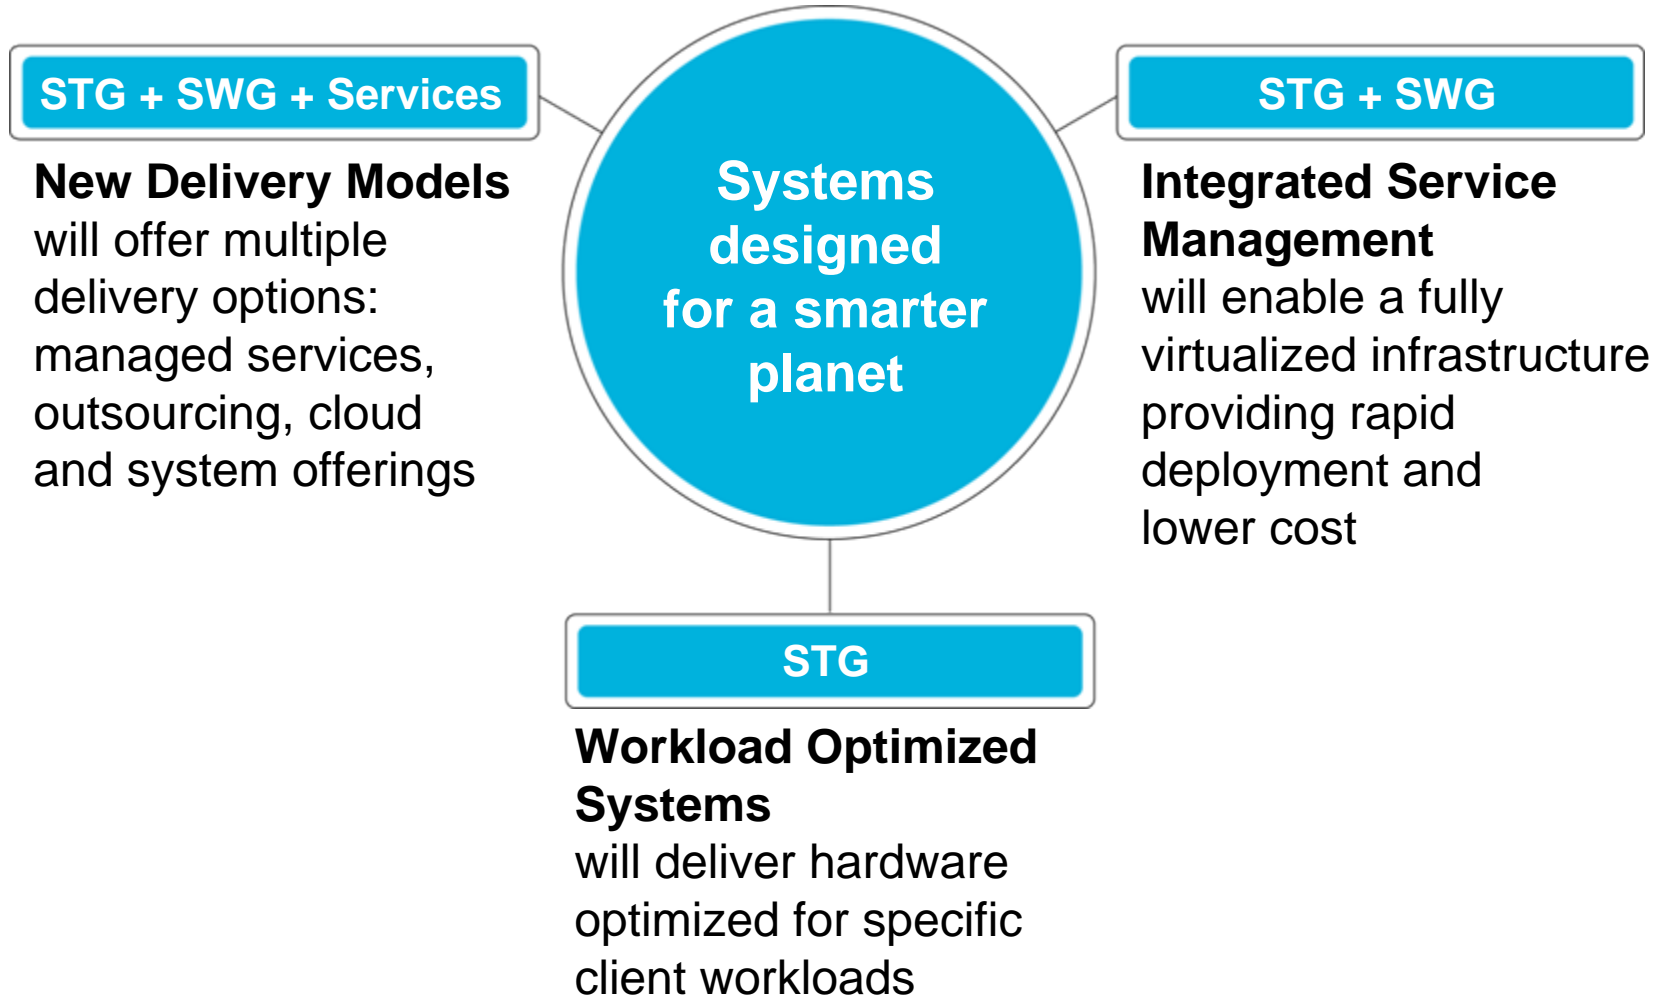 STG + SWG + Services
New Delivery Models
will offer multiple
delivery options:
managed services,
outsourcing, cloud
and system offerings
Systems
designed
for a smarter
planet
STG + SWG
Integrated Service
Management
will enable a fully
virtualized infrastructure
providing rapid
deployment and
lower cost
STG
Workload Optimized
Systems
will deliver hardware
optimized for specific
client workloads